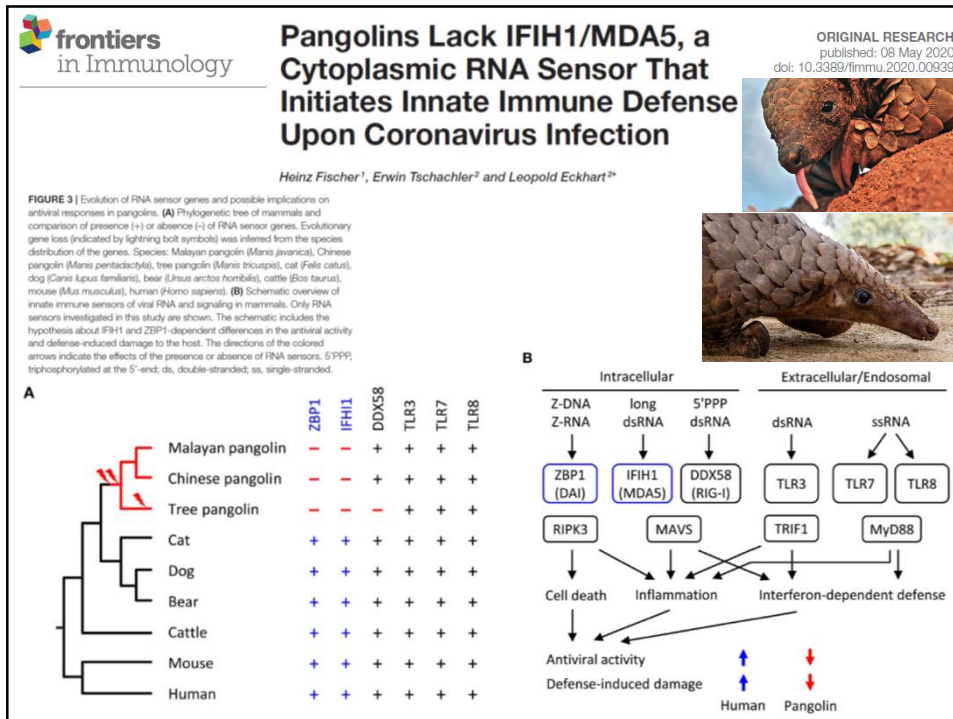 frontiers
in Immunology
Pangolins Lack IFIH1/MDA5, a
Cytoplasmic RNA Sensor That
Initiates Innate Immune Defense
Upon Coronavirus Infection
ORIGINAL RESEARCH
published: 08 May 2020
doi: 10.3389/fimmu.2020.00939
Heinz Fischer¹, Erwin Tschachler² and Leopold Eckhart²*
FIGURE 3 | Evolution of RNA sensor genes and possible implications on
antiviral responses in pangolins. (A) Phylogenetic tree of mammals and
comparison of presence (+) or absence (–) of RNA sensor genes. Evolutionary
gene loss (indicated by lightning bolt symbols) was inferred from the species
distribution of the genes. Species: Malayan pangolin (Manis javanica), Chinese
pangolin (Manis pentadactyla), tree pangolin (Manis tricuspis), cat (Felis catus),
dog (Canis lupus familiaris), bear (Ursus arctos horribilis), cattle (Bos taurus),
mouse (Mus musculus), human (Homo sapiens). (B) Schematic overview of
innate immune sensors of viral RNA and signaling in mammals. Only RNA
sensors investigated in this study are shown. The schematic includes the
hypothesis about IFIH1 and ZBP1-dependent differences in the antiviral activity
and defense-induced damage to the host. The directions of the colored
arrows indicate the effects of the presence or absence of RNA sensors. 5'PPP,
triphosphorylated at the 5'-end; ds, double-stranded; ss, single-stranded.
A
ZBP1 IFHI1 DDX58 TLR3 TLR7 TLR8
Malayan pangolin – – + + + +
Chinese pangolin – – + + + +
Tree pangolin – – – + + +
Cat + + + + + +
Dog + + + + + +
Bear + + + + + +
Cattle + + + + + +
Mouse + + + + + +
Human + + + + + +
B
Intracellular Extracellular/Endosomal
Z-DNA long 5'PPP
Z-RNA dsRNA dsRNA dsRNA ssRNA
ZBP1 IFIH1 DDX58 TLR3 TLR7 TLR8
(DAI) (MDA5) (RIG-I)
RIPK3 MAVS TRIF1 MyD88
Cell death Inflammation Interferon-dependent defense
Antiviral activity
Defense-induced damage
Human Pangolin